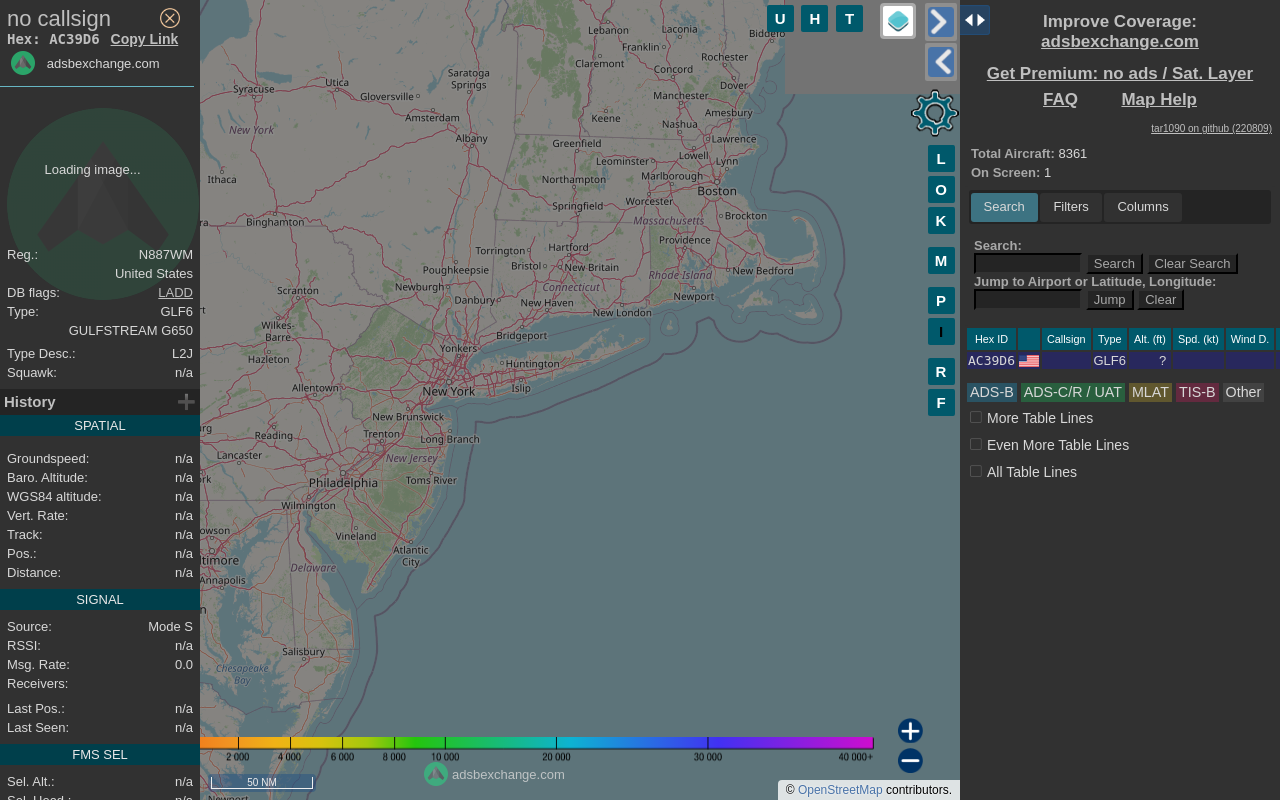 no callsign
Hex: AC39D6 Copy Link
adsbexchange.com
Loading image...
Reg.: N887WM
United States
DB flags: LADD
Type: GLF6
GULFSTREAM G650
Type Desc.: L2J
Squawk: n/a
History
SPATIAL
Groundspeed: n/a
Baro. Altitude: n/a
WGS84 altitude: n/a
Vert. Rate: n/a
Track: n/a
Pos.: n/a
Distance: n/a
SIGNAL
Source: Mode S
RSSI: n/a
Msg. Rate: 0.0
Receivers:
Last Pos.: n/a
Last Seen: n/a
FMS SEL
Sel. Alt.: n/a
U H T
Lebanon
Laconia
Franklin
Claremont
Rochester
Concord
Dover
Saratoga
Springs
Utica
Syracuse
Gloversville
Manchester
Amesbury
Keene
Amsterdam
Nashua
New York
Albany
Lawrence
Greenfield
Lowell
Leominster
Lynn
Ithaca
Northampton
Marlborough
Boston
Worcester
Springfield
Brockton
Binghamton
Massachusetts
Providence
Torrington
Hartford
Bristol
New Britain
Poughkeepsie
New Bedford
Rhode Island
Connecticut
Newburgh
Scranton
Danbury
New Haven
Newport
New London
Wilkes-
Barre
Bridgeport
Yonkers
Hazleton
Huntington
New York
Islip
Allentown
New Brunswick
Reading
Trenton
Long Branch
Lancaster
New Jersey
Philadelphia
Toms River
Wilmington
Vineland
Atlantic
City
Delaware
Annapolis
Salisbury
Chesapeake
Bay
L
O
K
M
P
I
R
F
2 000 4 000 6 000 8 000 10 000 20 000 30 000 40 000+
50 NM
adsbexchange.com
© OpenStreetMap contributors.
Improve Coverage:
adsbexchange.com
Get Premium: no ads / Sat. Layer
FAQ Map Help
tar1090 on github (220809)
Total Aircraft: 8361
On Screen: 1
Search Filters Columns
Search:
Search Clear Search
Jump to Airport or Latitude, Longitude:
Jump Clear
Hex ID Callsign Type Alt. (ft) Spd. (kt) Wind D.
AC39D6 GLF6 ?
ADS-B ADS-C/R / UAT MLAT TIS-B Other
More Table Lines
Even More Table Lines
All Table Lines